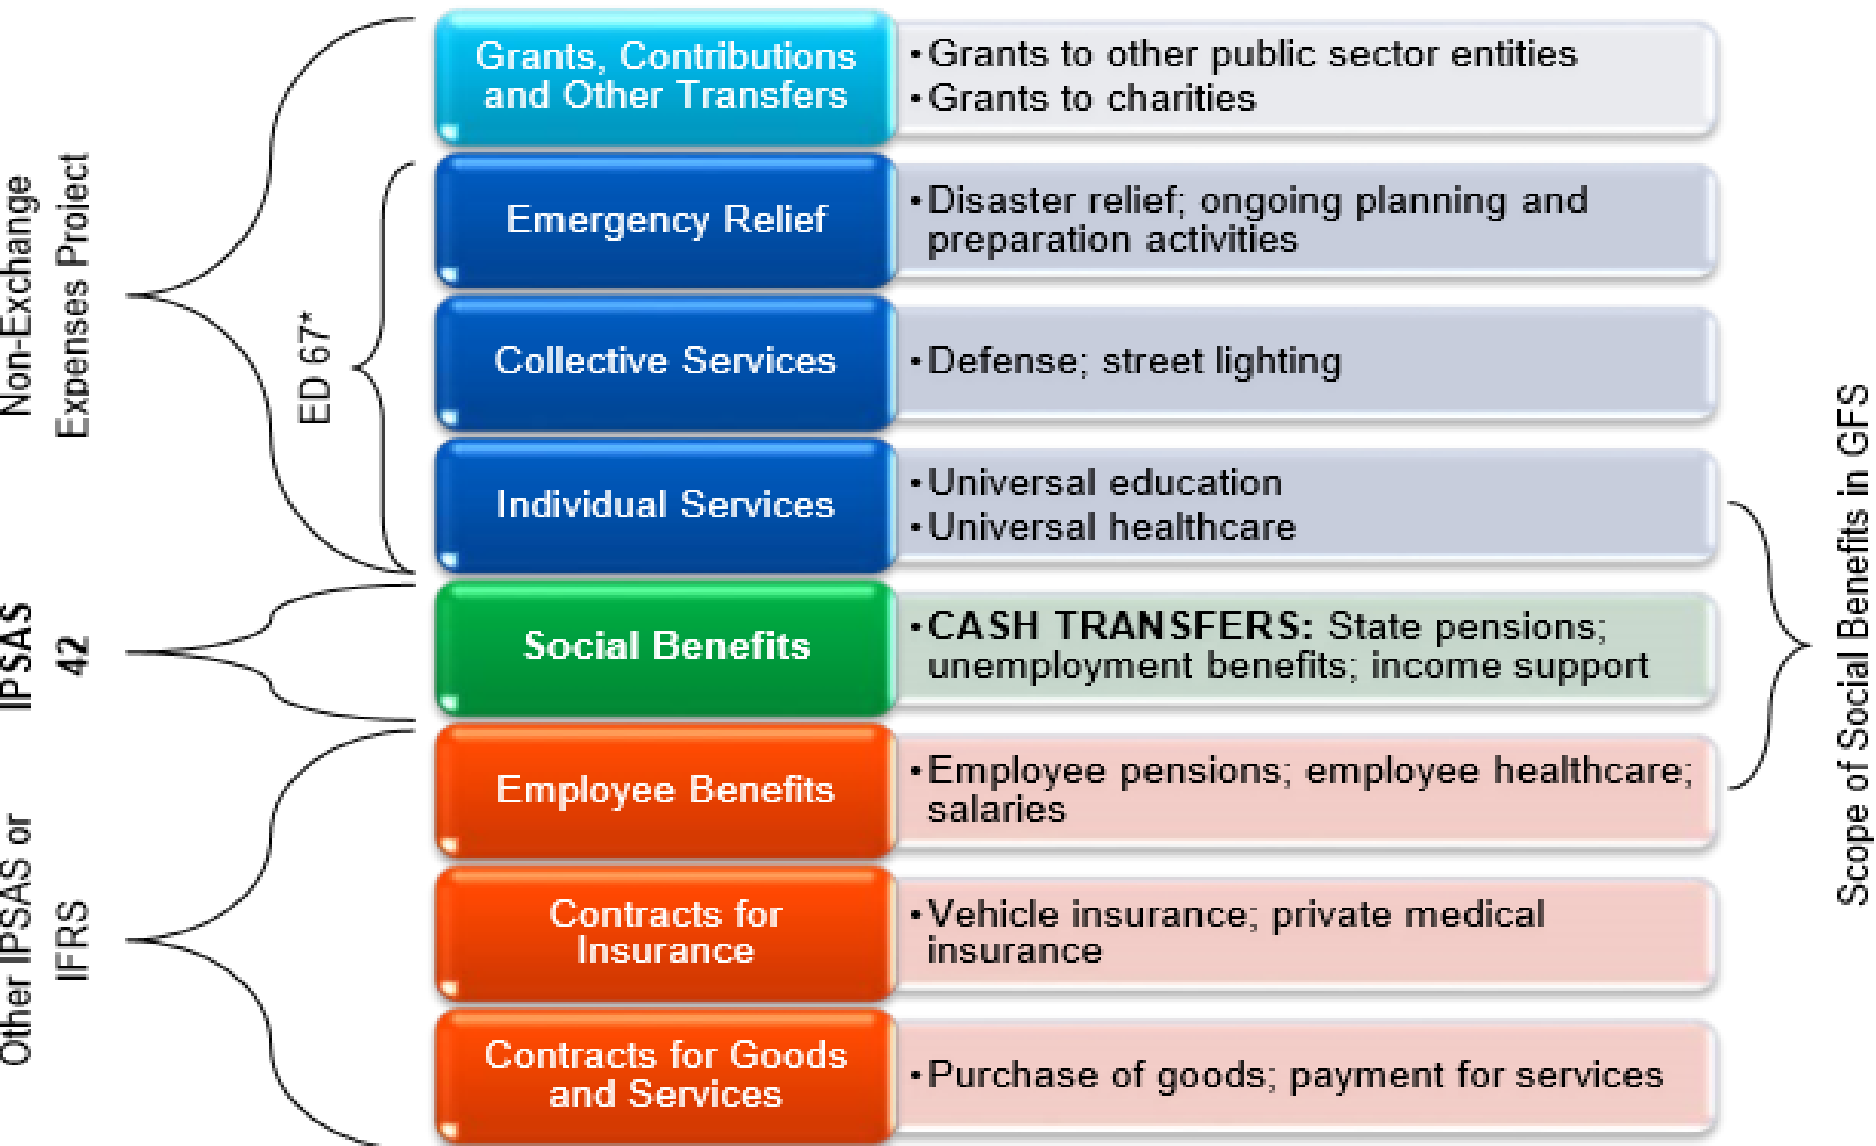 Non-Exchange
Expenses Project
ED 67*
IPSAS
42
Other IPSAS or
IFRS
Grants, Contributions
and Other Transfers
•Grants to other public sector entities
•Grants to charities
Emergency Relief
•Disaster relief; ongoing planning and
preparation activities
Collective Services
•Defense; street lighting
Individual Services
•Universal education
•Universal healthcare
Social Benefits
•CASH TRANSFERS: State pensions;
unemployment benefits; income support
Employee Benefits
•Employee pensions; employee healthcare;
salaries
Contracts for
Insurance
•Vehicle insurance; private medical
insurance
Contracts for Goods
and Services
•Purchase of goods; payment for services
Scope of Social Benefits in GFS